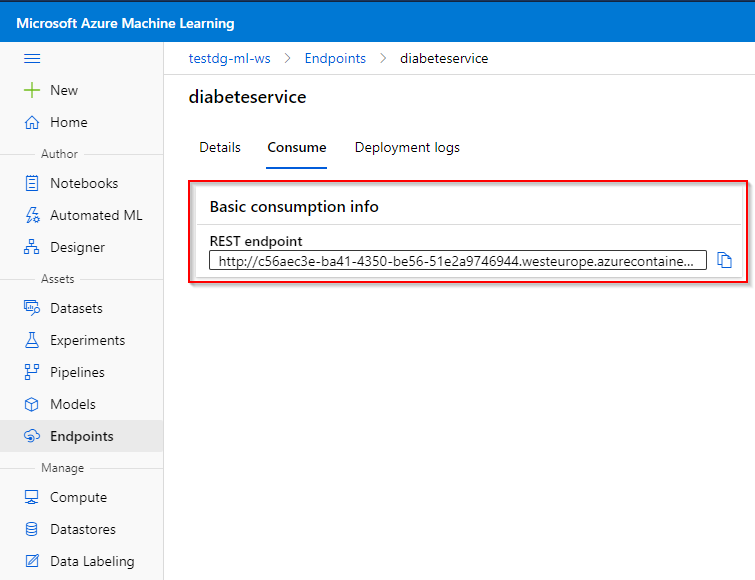 Microsoft Azure Machine Learning
testdg-ml-ws > Endpoints > diabeteservice
New
Home
Author
Notebooks
Automated ML
Designer
Assets
Datasets
Experiments
Pipelines
Models
Endpoints
Manage
Compute
Datastores
Data Labeling
diabeteservice
Details Consume Deployment logs
Basic consumption info
REST endpoint
http://c56aec3e-ba41-4350-be56-51e2a9746944.westeurope.azurecontaine...